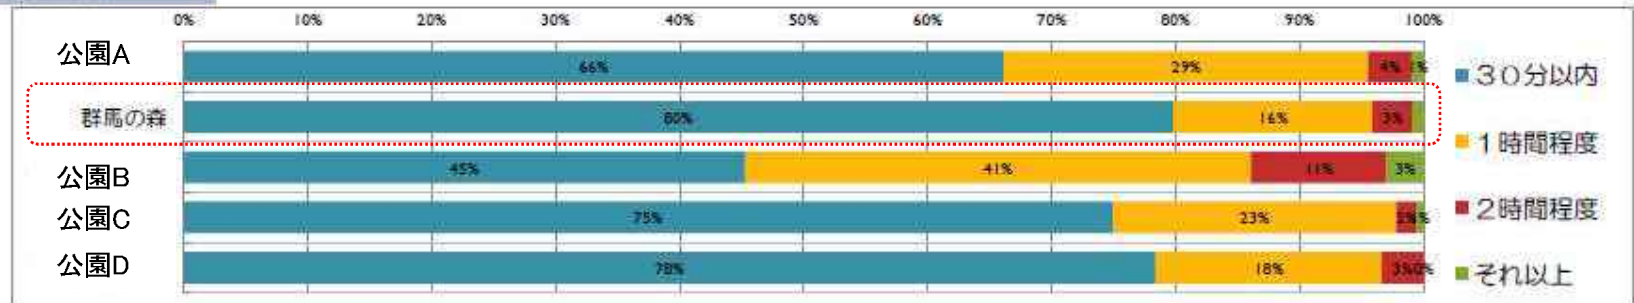 0% 10% 20% 30% 40% 50% 60% 70% 80% 90% 100%
公園A 66% 29% 4% 1%
群馬の森 80% 16% 3%
公園B 45% 41% 11% 3%
公園C 75% 23% 2%
公園D 78% 18% 3% 0%
30分以内
1時間程度
2時間程度
それ以上